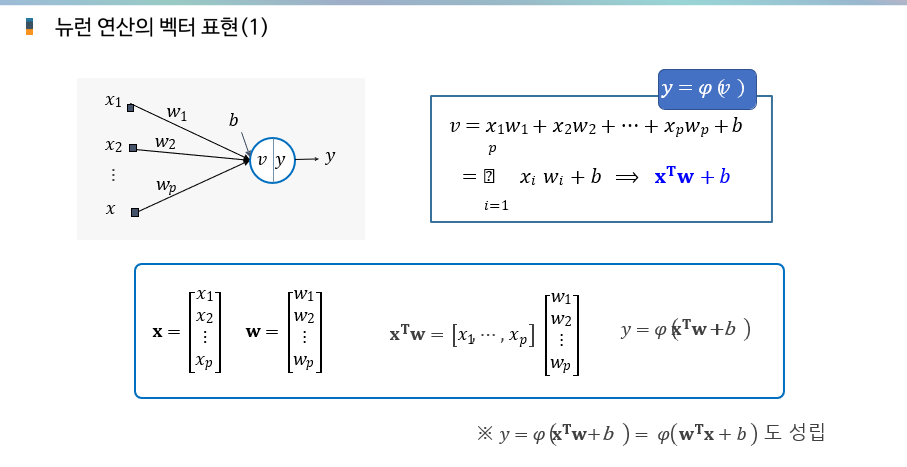 뉴런 연산의 벡터 표현(1)
x₁
w₁
b
x₂
w₂
v y
y
⋮
wₚ
x
y = φ(v )
v = x₁w₁ + x₂w₂ + ⋯ + xₚwₚ + b
p
= ⍰ xᵢ wᵢ + b ⟹ xᵀw + b
i=1
x = [x₁ x₂ ⋮ xₚ] w = [w₁ w₂ ⋮ wₚ] xᵀw = [x₁, ⋯ , xₚ] [w₁ w₂ ⋮ wₚ] y = φ(xᵀw+b )
※ y = φ(xᵀw+b ) = φ(wᵀx + b ) 도 성립